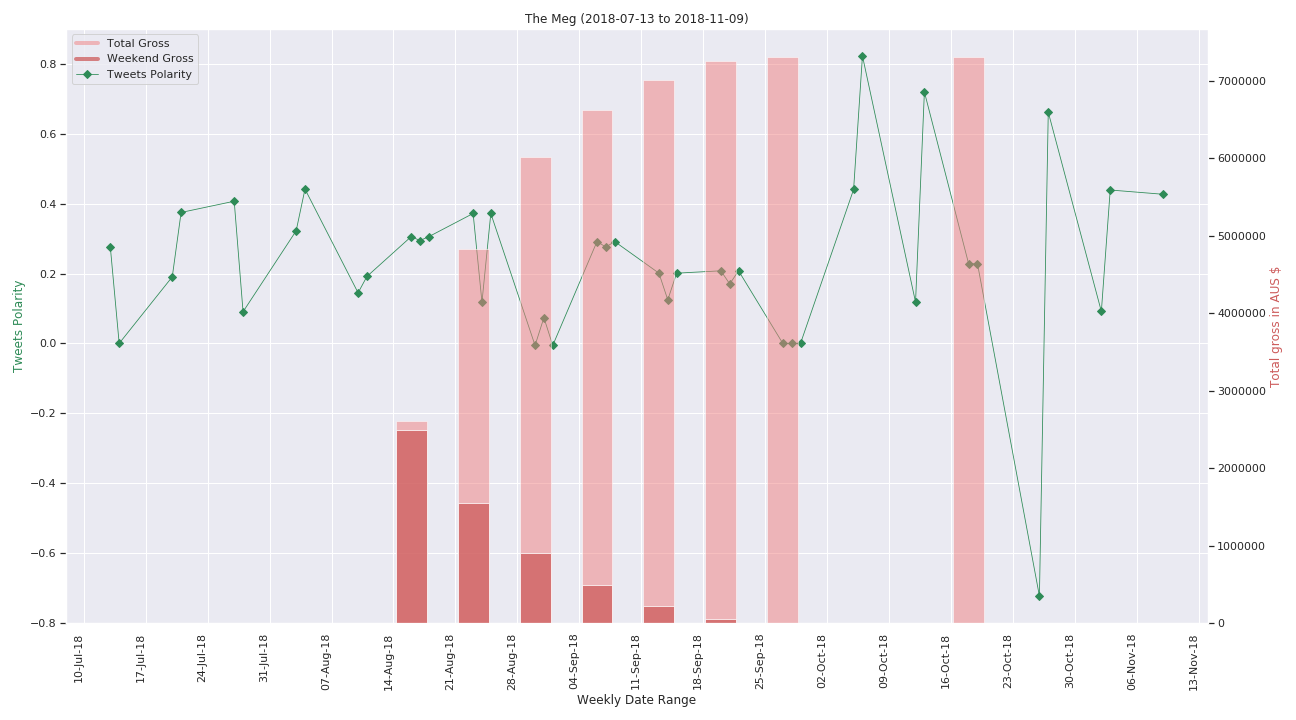 The Meg (2018-07-13 to 2018-11-09)
Total Gross
Weekend Gross
Tweets Polarity
0.8
0.6
0.4
0.2
0.0
−0.2
−0.4
−0.6
−0.8
Tweets Polarity
7000000
6000000
5000000
4000000
3000000
2000000
1000000
0
Total gross in AUS $
10-Jul-18
17-Jul-18
24-Jul-18
31-Jul-18
07-Aug-18
14-Aug-18
21-Aug-18
28-Aug-18
04-Sep-18
11-Sep-18
18-Sep-18
25-Sep-18
02-Oct-18
09-Oct-18
16-Oct-18
23-Oct-18
30-Oct-18
06-Nov-18
13-Nov-18
Weekly Date Range